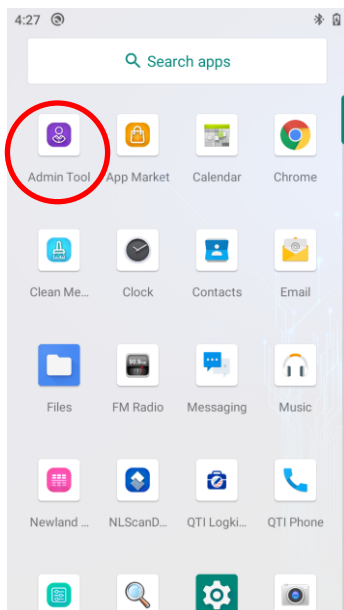 4:27
Search apps
Admin Tool App Market Calendar Chrome
Clean Me... Clock Contacts Email
Files FM Radio Messaging Music
Newland ... NLScanD... QTI Logki... QTI Phone